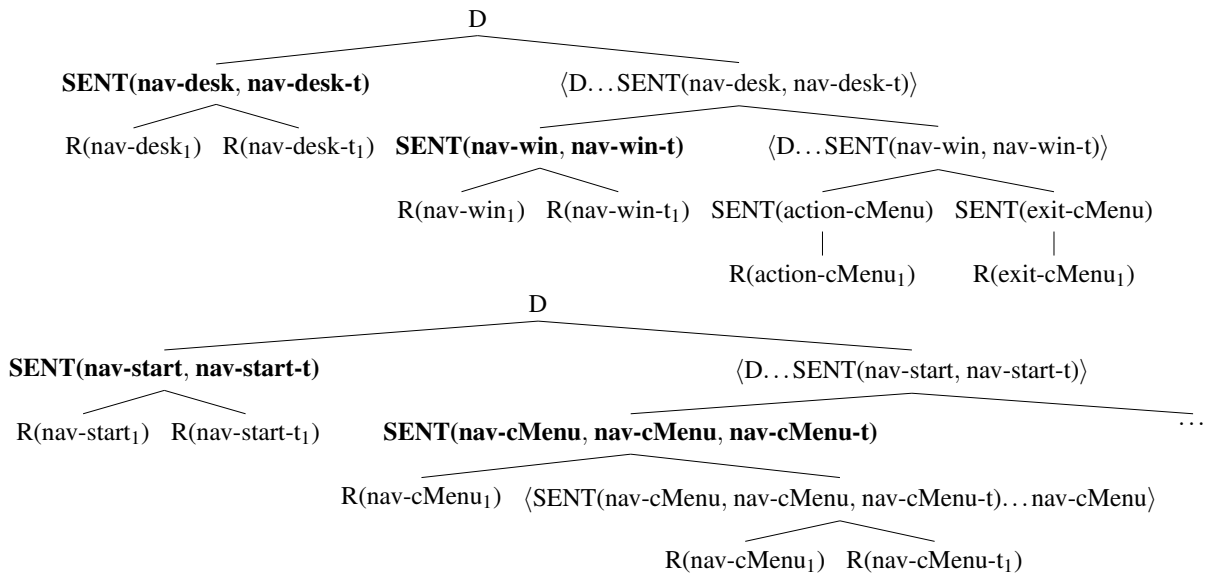 D
SENT(nav-desk, nav-desk-t) ⟨D...SENT(nav-desk, nav-desk-t)⟩
R(nav-desk₁) R(nav-desk-t₁) SENT(nav-win, nav-win-t) ⟨D...SENT(nav-win, nav-win-t)⟩
R(nav-win₁) R(nav-win-t₁) SENT(action-cMenu) SENT(exit-cMenu)
R(action-cMenu₁) R(exit-cMenu₁)
D
SENT(nav-start, nav-start-t) ⟨D...SENT(nav-start, nav-start-t)⟩
R(nav-start₁) R(nav-start-t₁) SENT(nav-cMenu, nav-cMenu, nav-cMenu-t) ...
R(nav-cMenu₁) ⟨SENT(nav-cMenu, nav-cMenu, nav-cMenu-t)...nav-cMenu⟩
R(nav-cMenu₁) R(nav-cMenu-t₁)